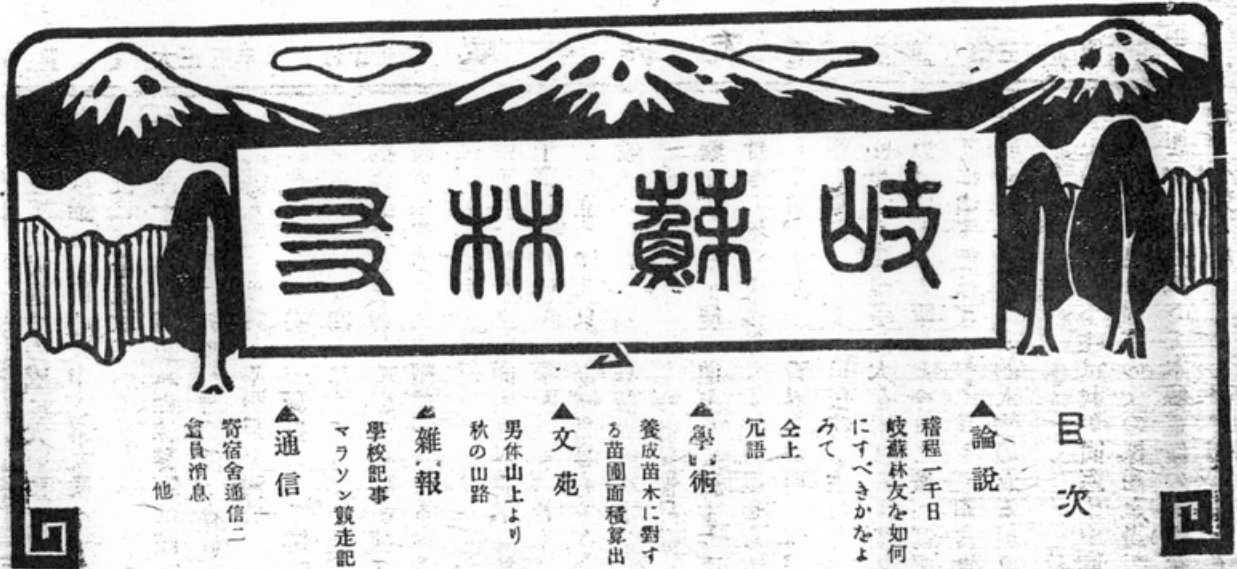 岐蘇林友
目次
▲論説
稽程一千日
岐蘇林友を如何
にすべきかをよ
みて
仝上
冗語
▲學術
養成苗木に對す
る苗圃面積算出
▲文苑
男体山上より
秋の山路
▲雜報
學校記事
マラソン競走記
▲通信
寄宿舍通信二
會員消息
他